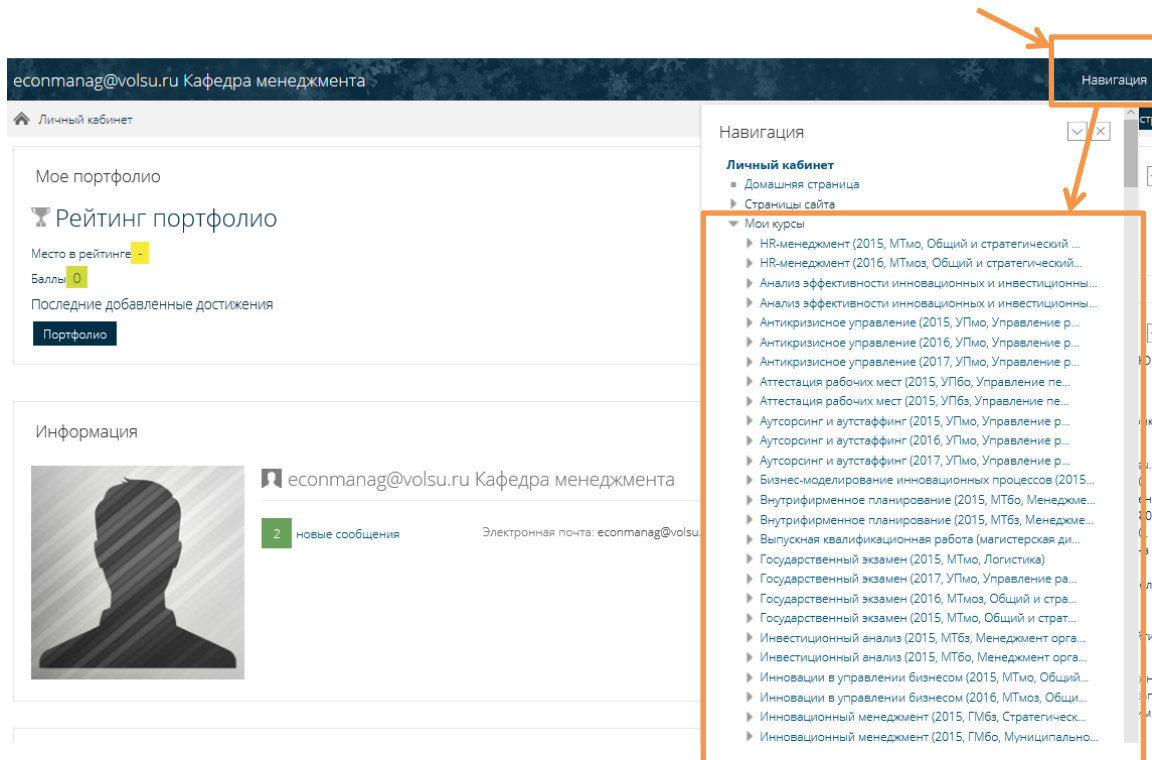 econmanag@volsu.ru Кафедра менеджмента
Навигация
Личный кабинет
Мое портфолио
Рейтинг портфолио
Место в рейтинге -
Баллы 0
Последние добавленные достижения
Портфолио
Информация
econmanag@volsu.ru Кафедра менеджмента
2 новые сообщения
Электронная почта: econmanag@volsu.
Навигация
Личный кабинет
Домашняя страница
Страницы сайта
Мои курсы
HR-менеджмент (2015, МТмо, Общий и стратегический ...
HR-менеджмент (2016, МТмоз, Общий и стратегический...
Анализ эффективности инновационных и инвестиционны...
Анализ эффективности инновационных и инвестиционны...
Антикризисное управление (2015, УПмо, Управление р...
Антикризисное управление (2016, УПмо, Управление р...
Антикризисное управление (2017, УПмо, Управление р...
Аттестация рабочих мест (2015, УПбо, Управление пе...
Аттестация рабочих мест (2015, УПбз, Управление пе...
Аутсорсинг и аутстаффинг (2015, УПмо, Управление р...
Аутсорсинг и аутстаффинг (2016, УПмо, Управление р...
Аутсорсинг и аутстаффинг (2017, УПмо, Управление р...
Бизнес-моделирование инновационных процессов (2015...
Внутрифирменное планирование (2015, МТбо, Менеджме...
Внутрифирменное планирование (2015, МТбз, Менеджме...
Выпускная квалификационная работа (магистерская ди...
Государственный экзамен (2015, МТмо, Логистика)
Государственный экзамен (2017, УПмо, Управление ра...
Государственный экзамен (2016, МТмоз, Общий и стра...
Государственный экзамен (2015, МТмо, Общий и страт...
Инвестиционный анализ (2015, МТбз, Менеджмент орга...
Инвестиционный анализ (2015, МТбо, Менеджмент орга...
Инновации в управлении бизнесом (2015, МТмо, Общий...
Инновации в управлении бизнесом (2016, МТмоз, Общи...
Инновационный менеджмент (2015, ГМбз, Стратегическ...
Инновационный менеджмент (2015, ГМбо, Муниципально...